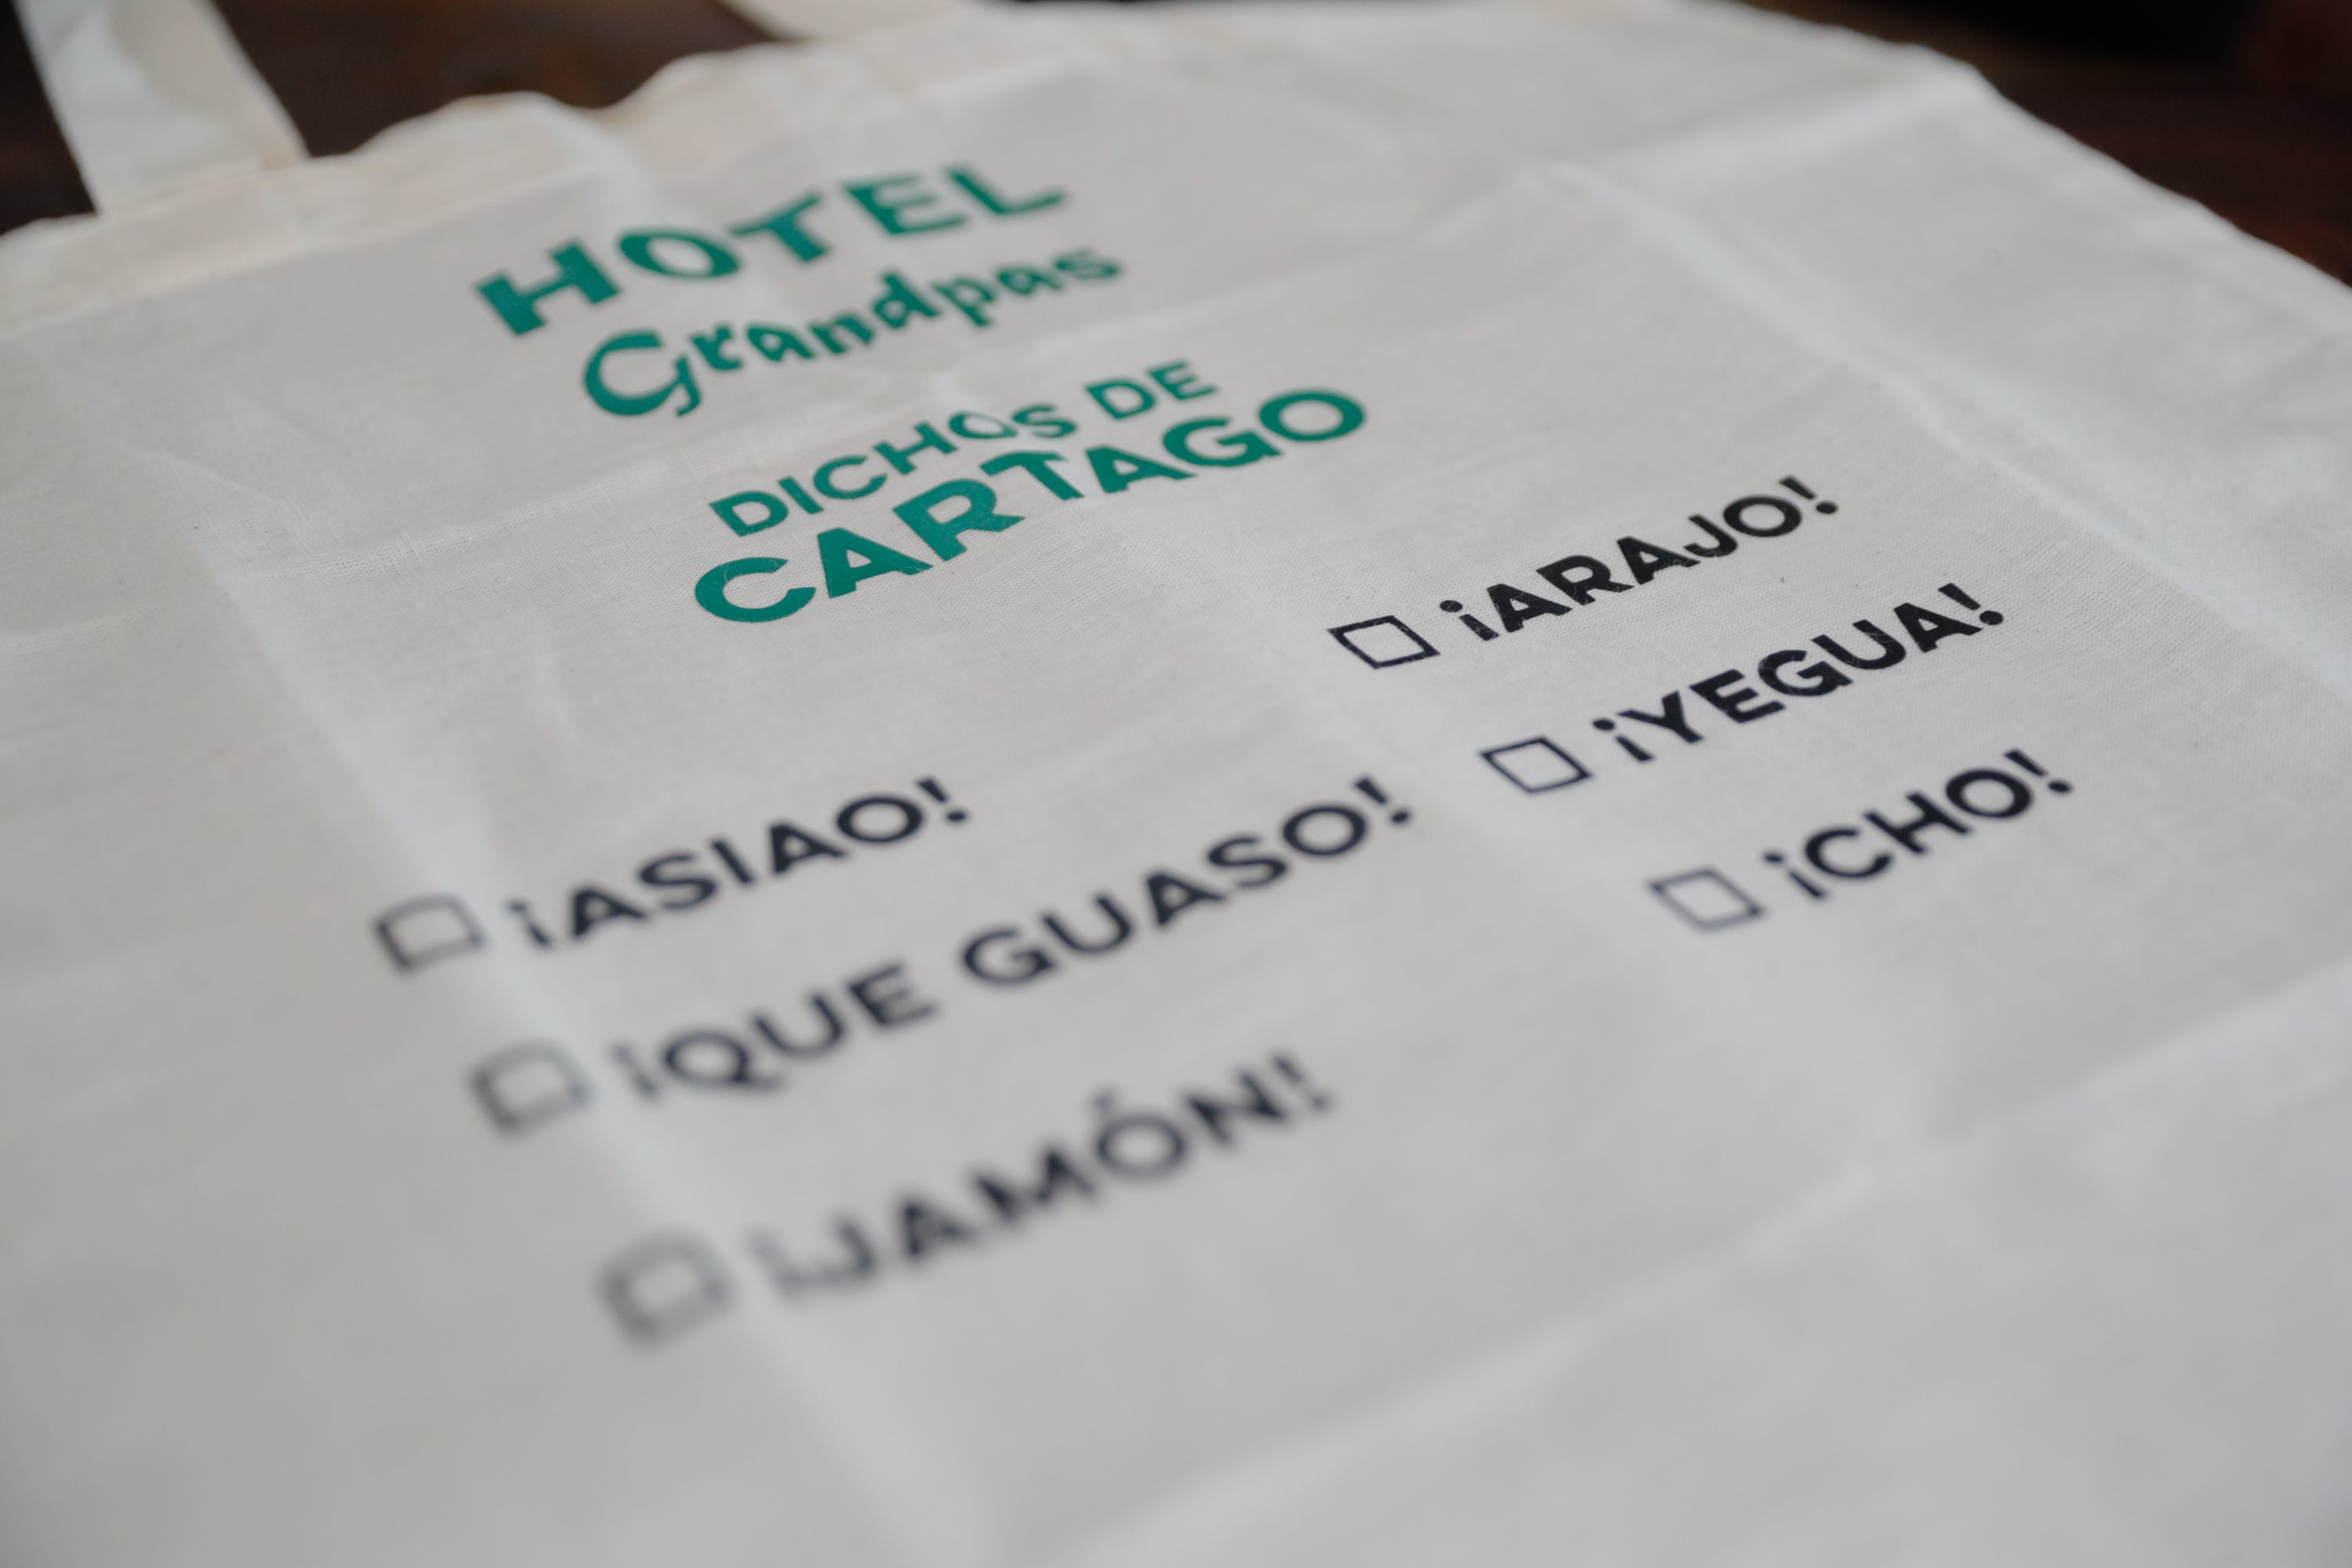 HOTEL
Grandpas
DICHOS DE
CARTAGO
¡ASIAO!
¡QUE GUASO!
¡JAMÓN!
¡ARAJO!
¡YEGUA!
¡CHO!